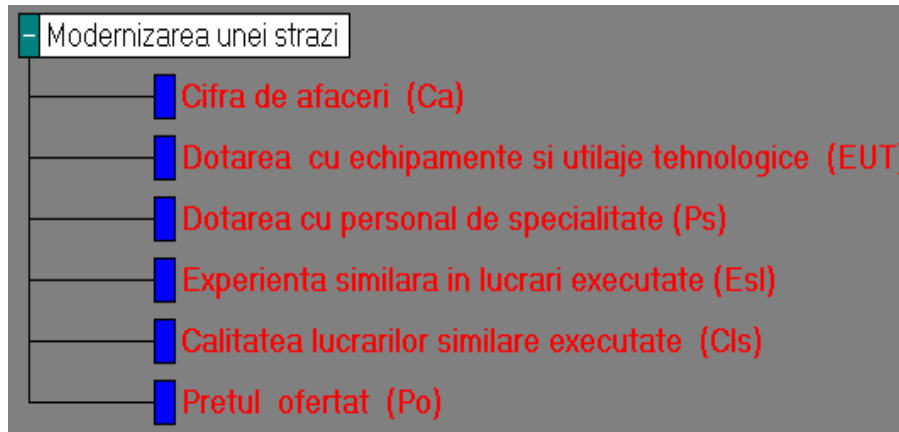 Modernizarea unei strazi
Cifra de afaceri (Ca)
Dotarea cu echipamente si utilaje tehnologice (EUT)
Dotarea cu personal de specialitate (Ps)
Experienta similara in lucrari executate (Esl)
Calitatea lucrarilor similare executate (Cls)
Pretul ofertat (Po)